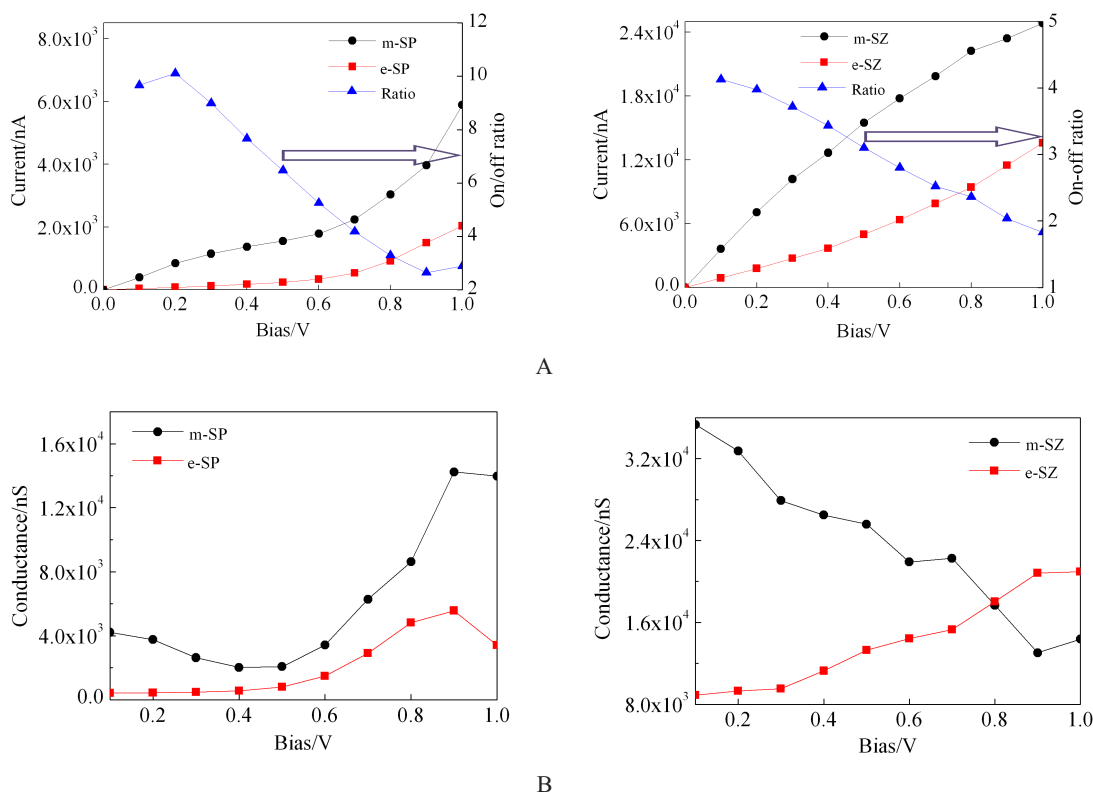 12
8.0x10³
m-SP
e-SP
Ratio
10
6.0x10³
8
Current/nA
On/off ratio
4.0x10³
6
2.0x10³
4
0.0
2
0.0 0.2 0.4 0.6 0.8 1.0
Bias/V
2.4x10⁴
5
m-SZ
e-SZ
Ratio
1.8x10⁴
4
Current/nA
On-off ratio
1.2x10⁴
3
6.0x10³
2
0.0
1
0.0 0.2 0.4 0.6 0.8 1.0
Bias/V
A
m-SP
e-SP
1.6x10⁴
1.2x10⁴
Conductance/nS
8.0x10³
4.0x10³
0.0
0.2 0.4 0.6 0.8 1.0
Bias/V
m-SZ
e-SZ
3.2x10⁴
2.4x10⁴
Conductance/nS
1.6x10⁴
8.0x10³
0.2 0.4 0.6 0.8 1.0
Bias/V
B